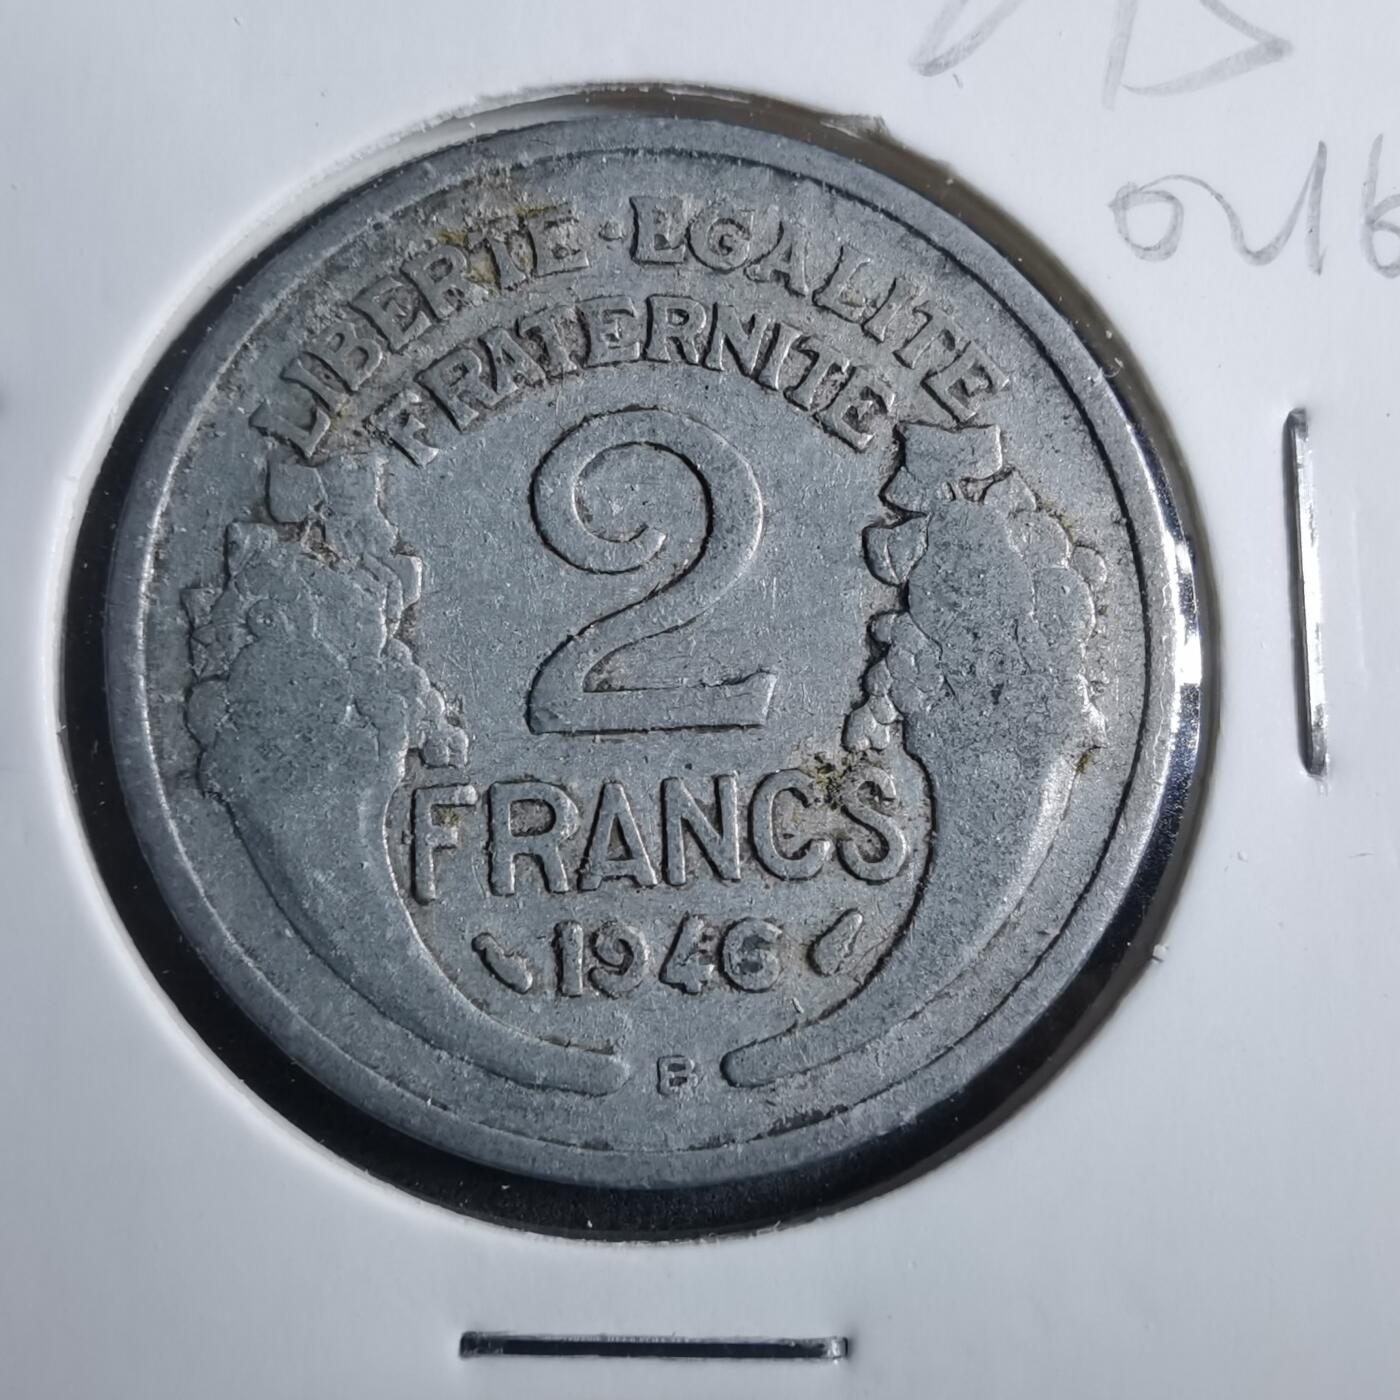 LIBERTE·EGALITE
FRATERNITE
2
FRANCS
1946
B